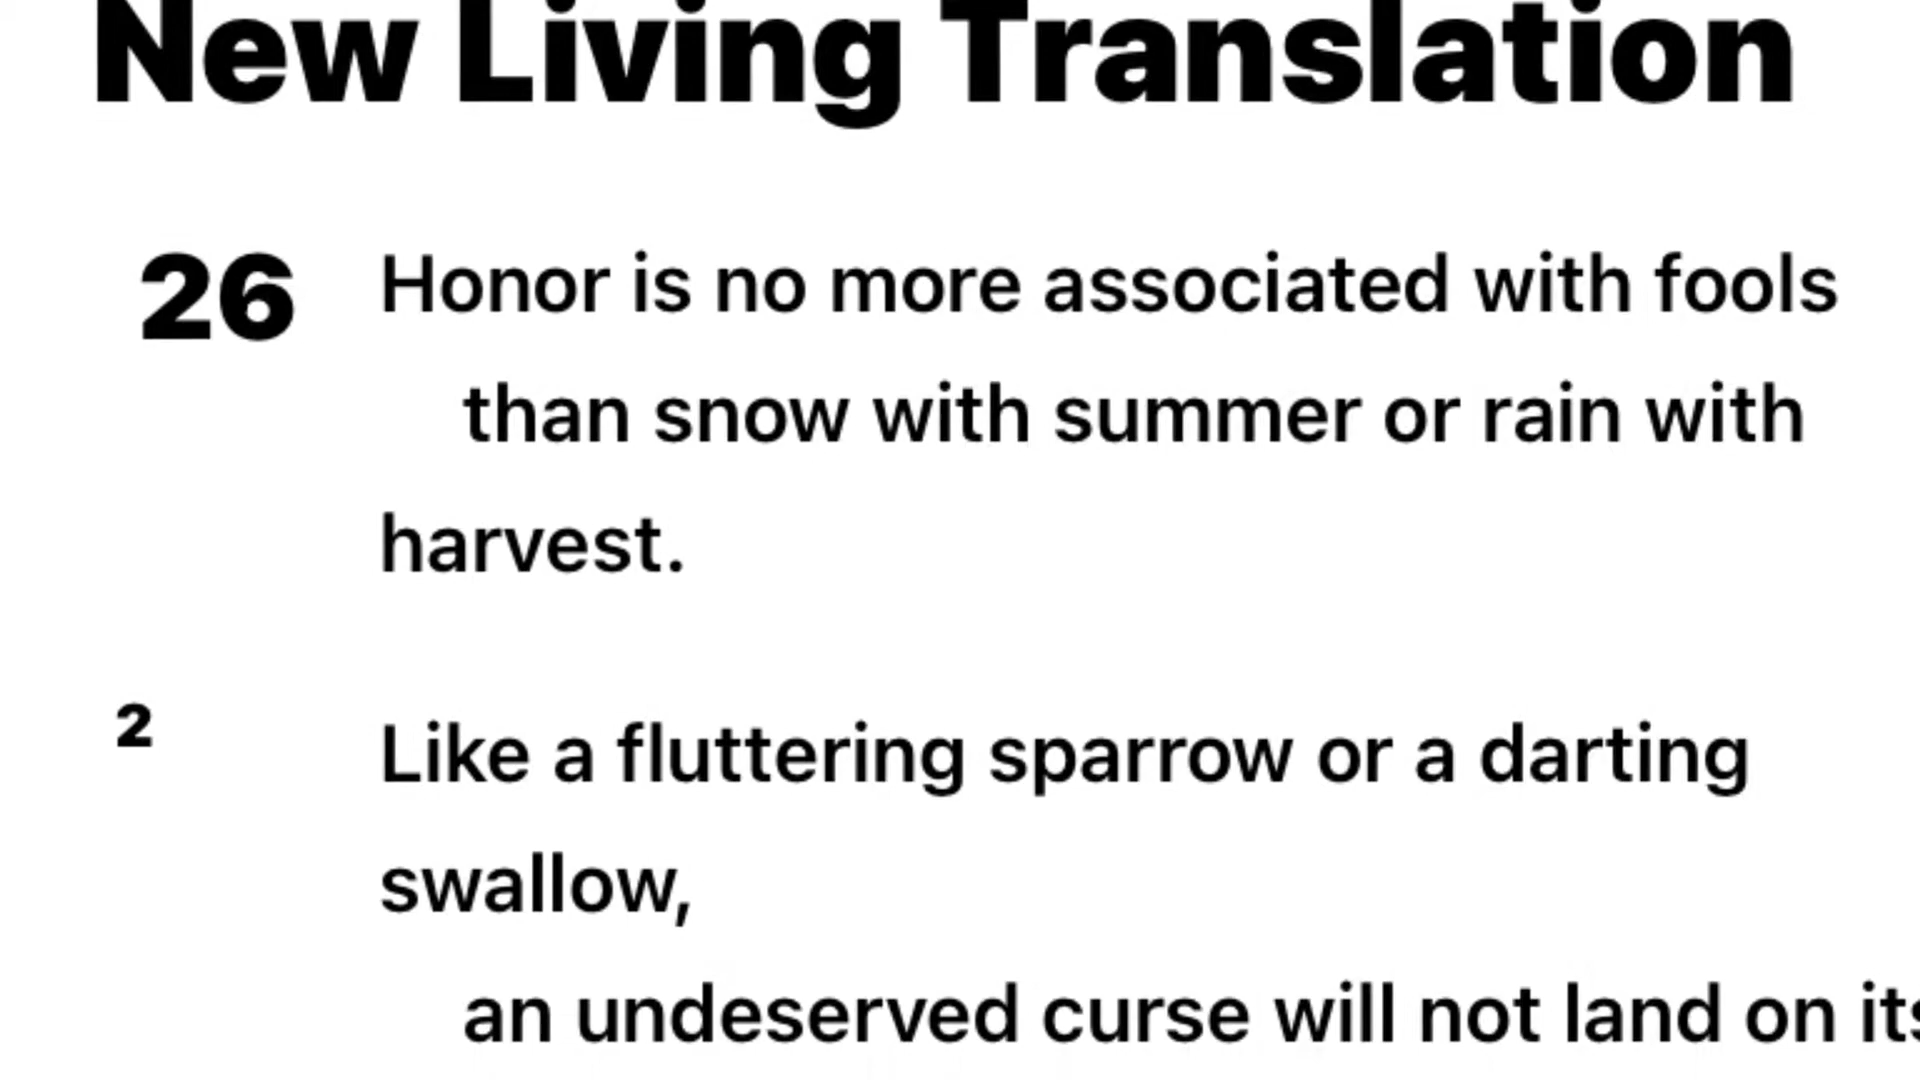 New Living Translation
26 Honor is no more associated with fools
than snow with summer or rain with
harvest.
2 Like a fluttering sparrow or a darting
swallow,
an undeserved curse will not land on its